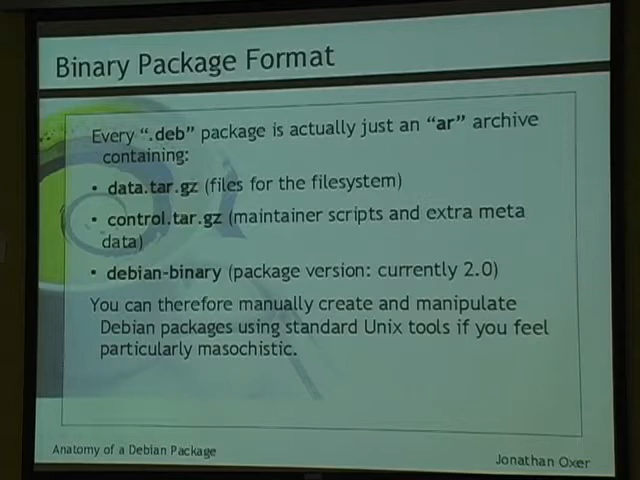 Binary Package Format
Every ".deb" package is actually just an "ar" archive
containing:
• data.tar.gz (files for the filesystem)
• control.tar.gz (maintainer scripts and extra meta
data)
• debian-binary (package version: currently 2.0)
You can therefore manually create and manipulate
Debian packages using standard Unix tools if you feel
particularly masochistic.
Anatomy of a Debian Package
Jonathan Oxer